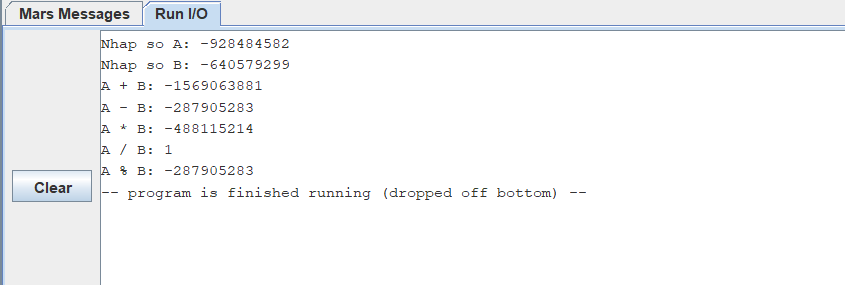 Mars Messages Run I/O
Nhap so A: -928484582
Nhap so B: -640579299
A + B: -1569063881
A - B: -287905283
A * B: -488115214
A / B: 1
A % B: -287905283
-- program is finished running (dropped off bottom) --
Clear